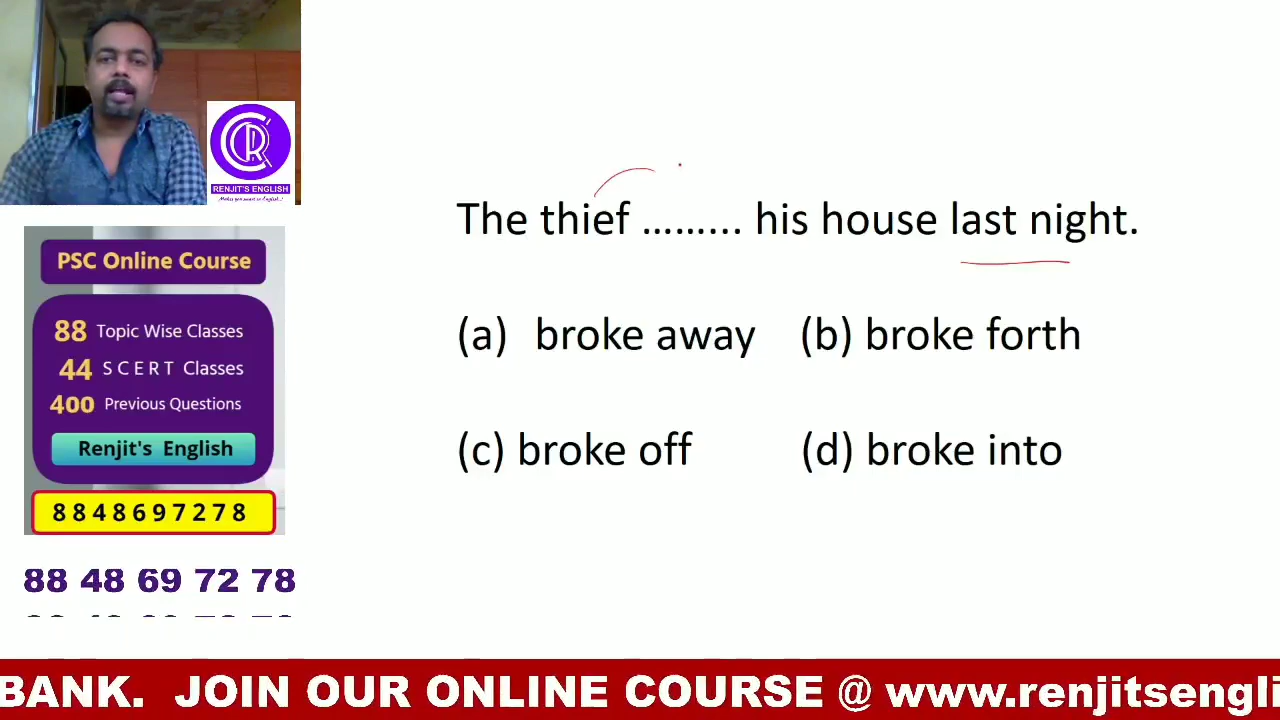 RENJIT'S ENGLISH
PSC Online Course
88 Topic Wise Classes
44 S C E R T Classes
400 Previous Questions
Renjit's English
8 8 4 8 6 9 7 2 7 8
88 48 69 72 78
The thief ……... his house last night.
(a) broke away (b) broke forth
(c) broke off (d) broke into
BANK. JOIN OUR ONLINE COURSE @ www.renjitsengli